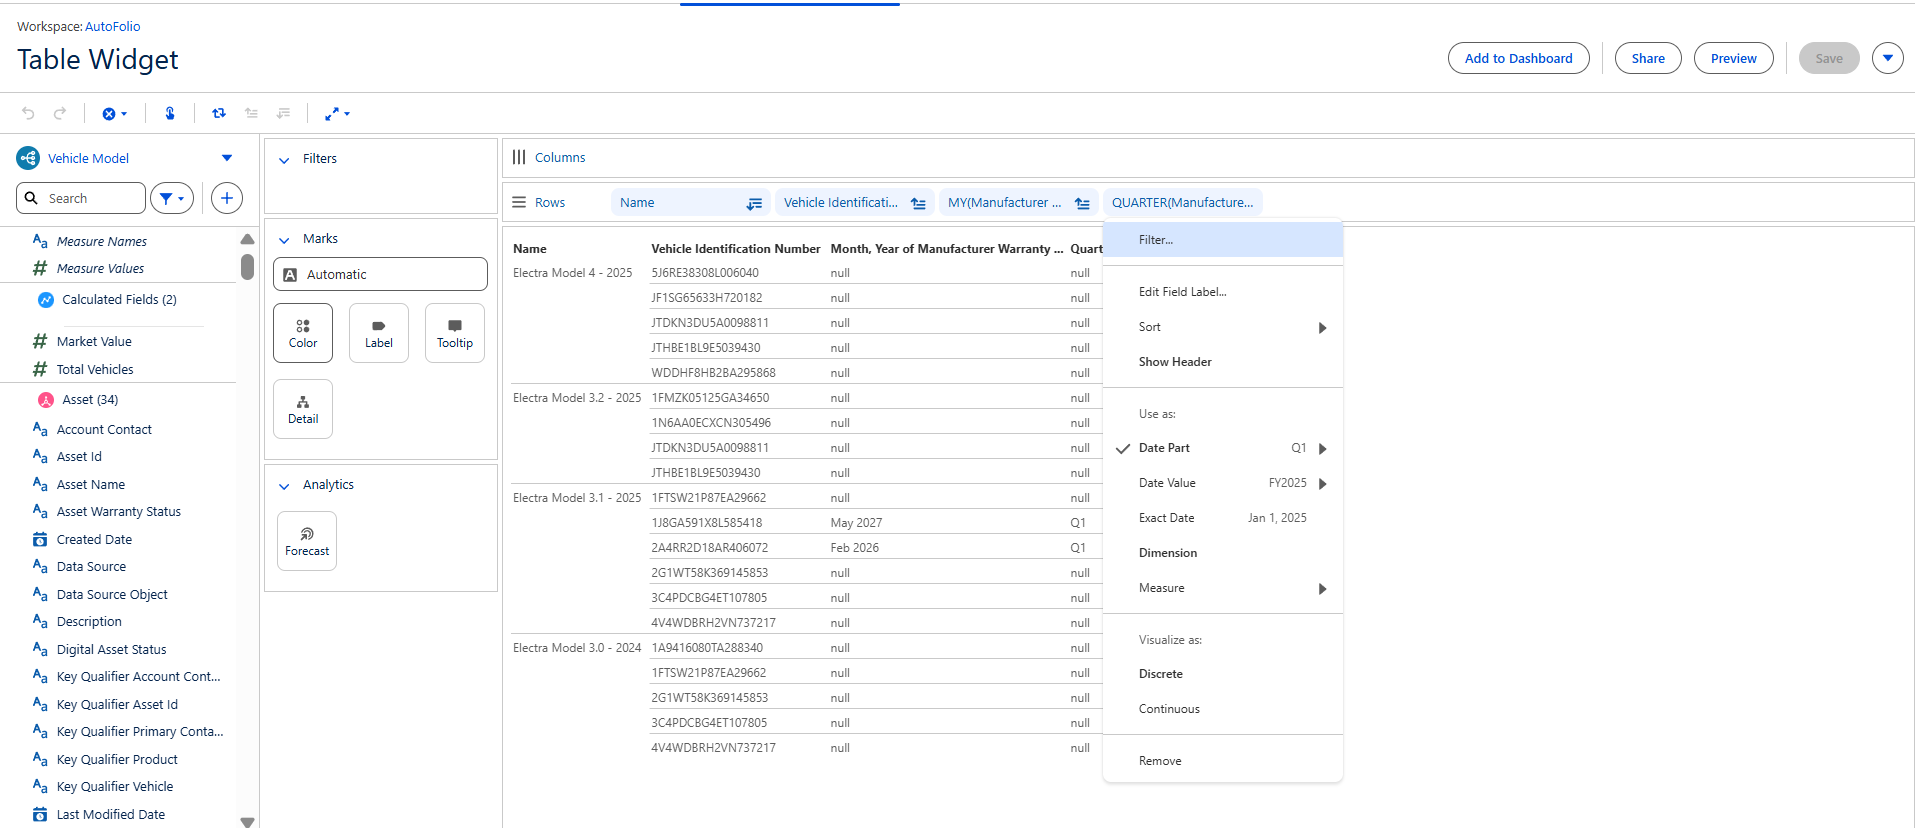 Workspace: AutoFolio
Table Widget
Add to Dashboard
Share
Preview
Save
Vehicle Model
Search
Measure Names
Measure Values
Calculated Fields (2)
Market Value
Total Vehicles
Asset (34)
Account Contact
Asset Id
Asset Name
Asset Warranty Status
Created Date
Data Source
Data Source Object
Description
Digital Asset Status
Key Qualifier Account Cont...
Key Qualifier Asset Id
Key Qualifier Primary Conta...
Key Qualifier Product
Key Qualifier Vehicle
Last Modified Date
Filters
Marks
Automatic
Color
Label
Tooltip
Detail
Analytics
Forecast
Columns
Rows
Name
Vehicle Identificati...
MY(Manufacturer ...
QUARTER(Manufacture...
Name Vehicle Identification Number Month, Year of Manufacturer Warranty ... Quart
Electra Model 4 - 2025 5J6RE38308L006040 null null
JF1SG65633H720182 null null
JTDKN3DU5A0098811 null null
JTHBE1BL9E5039430 null null
WDDHF8HB2BA295868 null null
Electra Model 3.2 - 2025 1FMZK05125GA34650 null null
1N6AA0ECXCN305496 null null
JTDKN3DU5A0098811 null null
JTHBE1BL9E5039430 null null
Electra Model 3.1 - 2025 1FTSW21P87EA29662 null null
1J8GA591X8L585418 May 2027 Q1
2A4RR2D18AR406072 Feb 2026 Q1
2G1WT58K369145853 null null
3C4PDCBG4ET107805 null null
4V4WDBRH2VN737217 null null
Electra Model 3.0 - 2024 1A9416080TA288340 null null
1FTSW21P87EA29662 null null
2G1WT58K369145853 null null
3C4PDCBG4ET107805 null null
4V4WDBRH2VN737217 null null
Filter...
Edit Field Label...
Sort
Show Header
Use as:
Date Part Q1
Date Value FY2025
Exact Date Jan 1, 2025
Dimension
Measure
Visualize as:
Discrete
Continuous
Remove